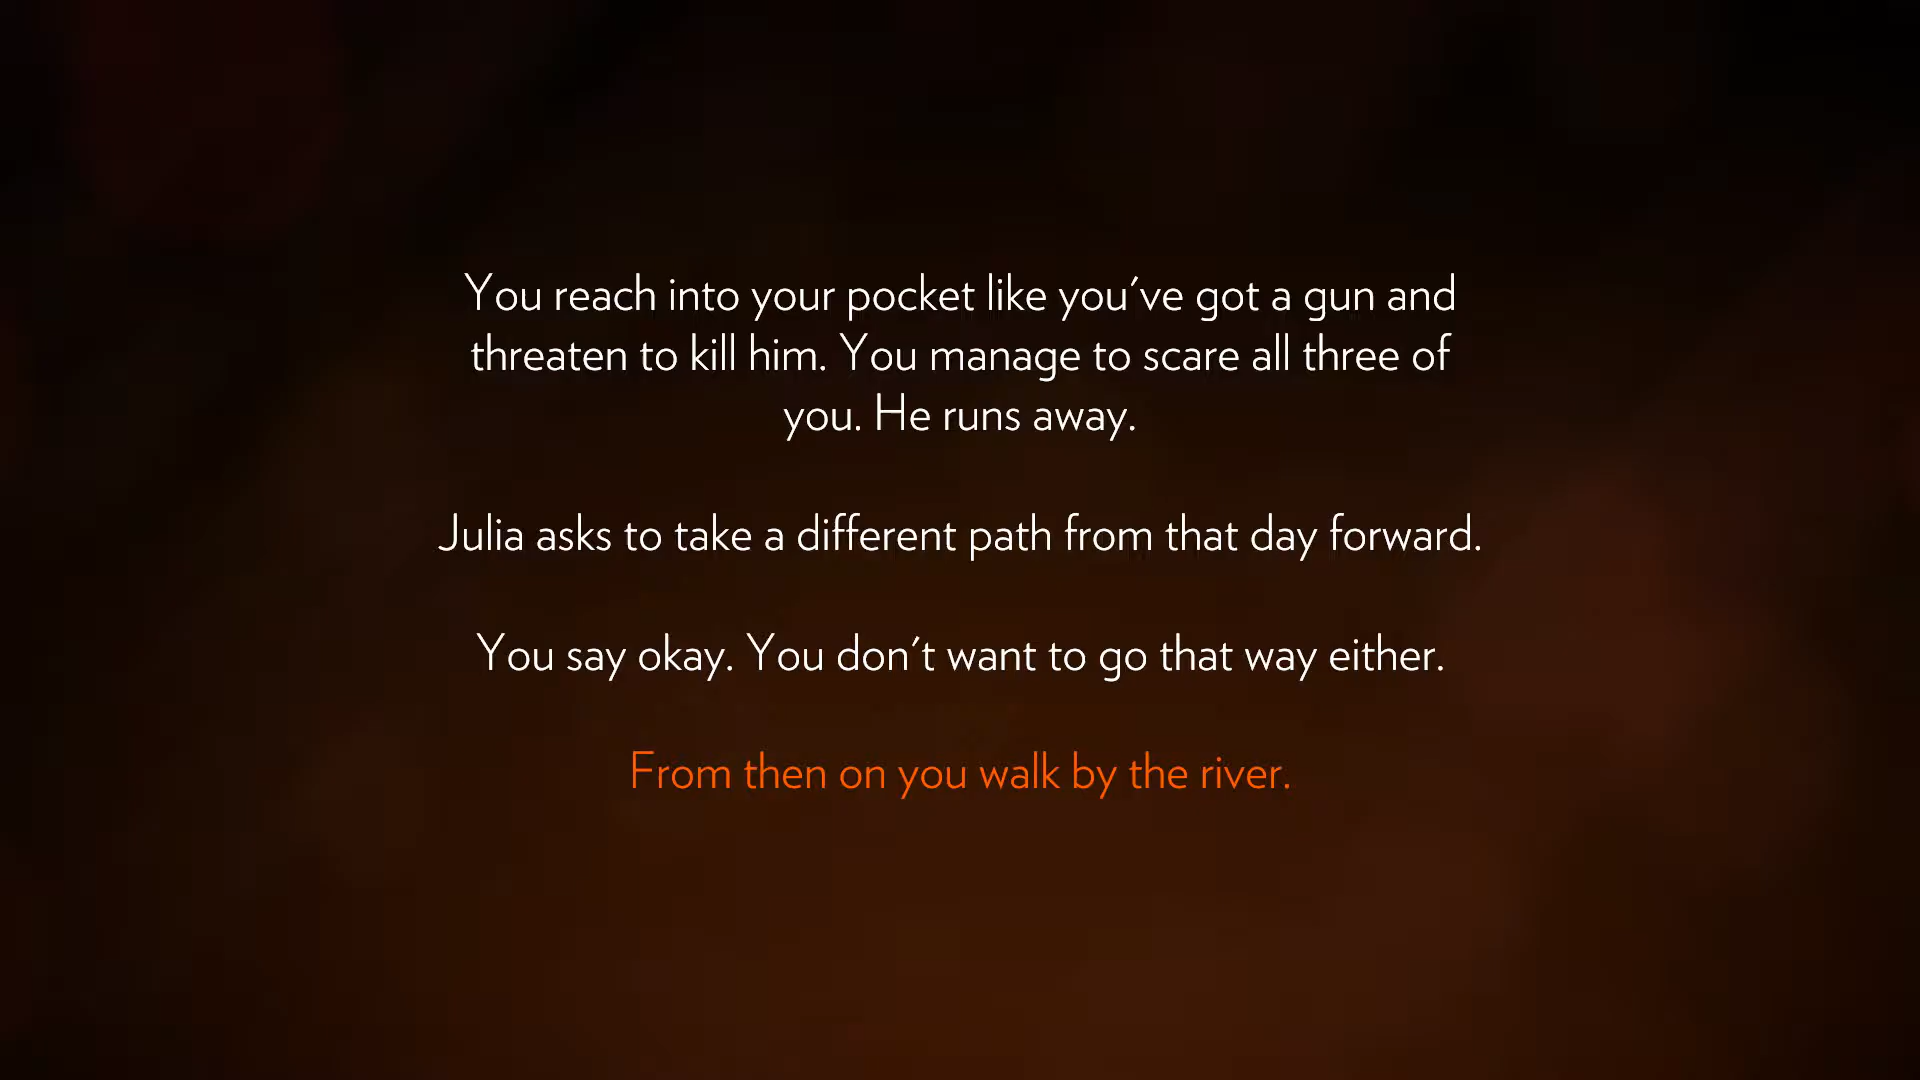 You reach into your pocket like you've got a gun and
threaten to kill him. You manage to scare all three of
you. He runs away.
Julia asks to take a different path from that day forward.
You say okay. You don't want to go that way either.
From then on you walk by the river.